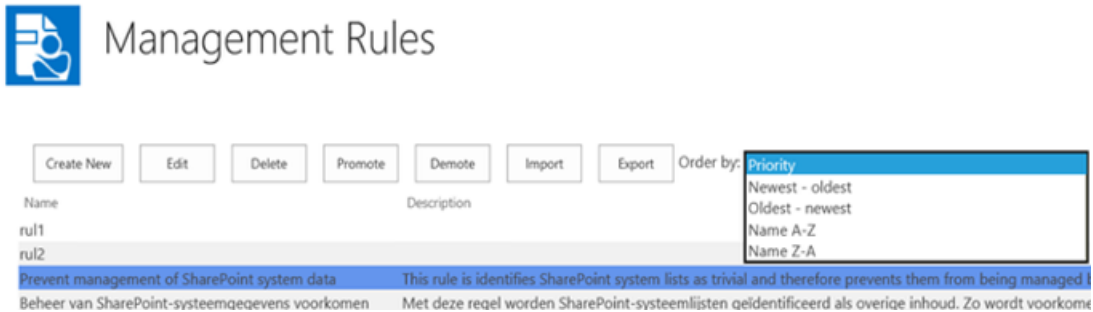 Management Rules
Create New Edit Delete Promote Demote Import Export Order by: Priority
Newest - oldest
Oldest - newest
Name A-Z
Name Z-A
Name Description
rul1
rul2
Prevent management of SharePoint system data This rule is identifies SharePoint system lists as trivial and therefore prevents them from being managed
Beheer van SharePoint-systeemgegevens voorkomen Met deze regel worden SharePoint-systeemlijsten geïdentificeerd als overige inhoud. Zo wordt voorkome